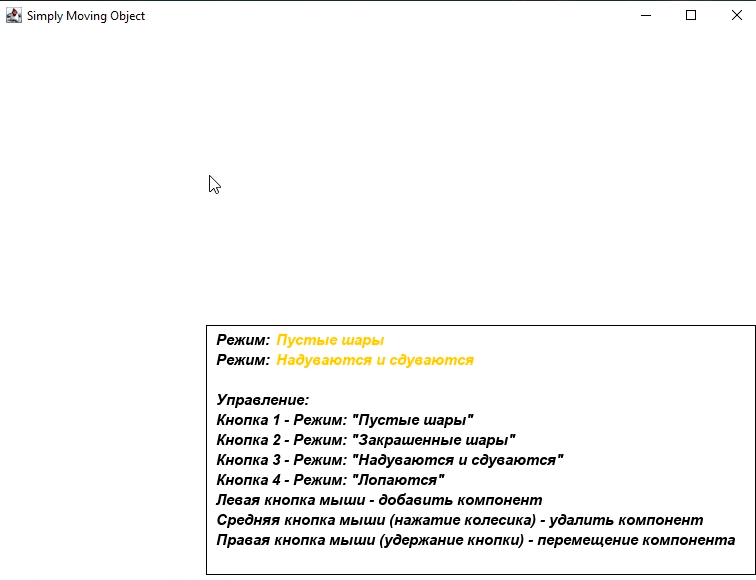 Simply Moving Object
Режим: Пустые шары
Режим: Надуваются и сдуваются
Управление:
Кнопка 1 - Режим: "Пустые шары"
Кнопка 2 - Режим: "Закрашенные шары"
Кнопка 3 - Режим: "Надуваются и сдуваются"
Кнопка 4 - Режим: "Лопаются"
Левая кнопка мыши - добавить компонент
Средняя кнопка мыши (нажатие колесика) - удалить компонент
Правая кнопка мыши (удержание кнопки) - перемещение компонента